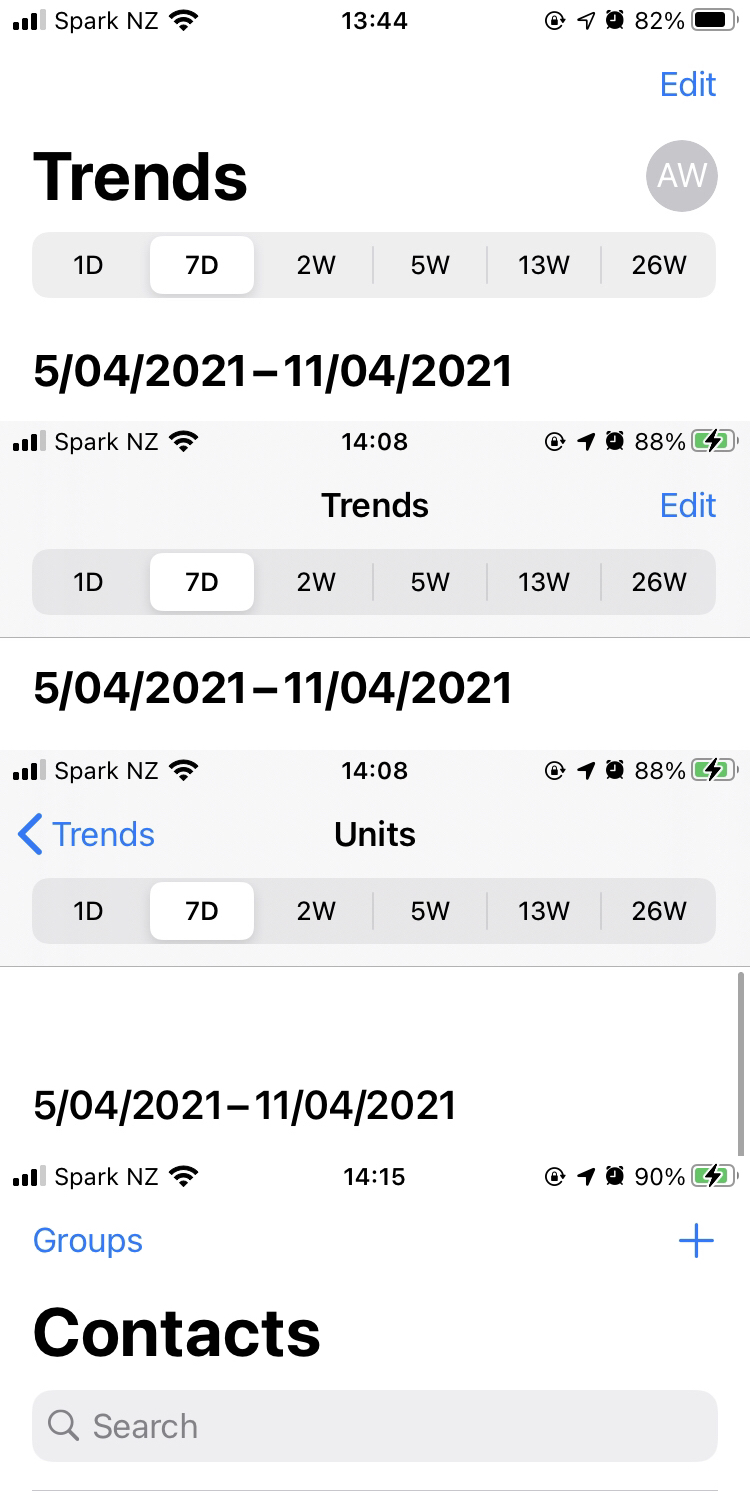 Spark NZ 13:44 82%
Edit
Trends AW
1D 7D 2W 5W 13W 26W
5/04/2021–11/04/2021
Spark NZ 14:08 88%
Trends Edit
1D 7D 2W 5W 13W 26W
5/04/2021–11/04/2021
Spark NZ 14:08 88%
Trends Units
1D 7D 2W 5W 13W 26W
5/04/2021–11/04/2021
Spark NZ 14:15 90%
Groups +
Contacts
Search